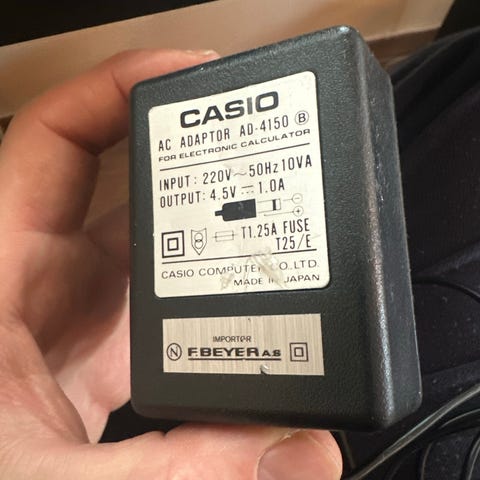 CASIO
AC ADAPTOR AD-4150 Ⓑ
FOR ELECTRONIC CALCULATOR
INPUT: 220V~50Hz 10VA
OUTPUT: 4.5V⎓1.0A
T1.25A FUSE
T25/E
CASIO COMPUTER CO.,LTD.
MADE IN JAPAN
IMPORTØR
Ⓝ F.BEYER A.S